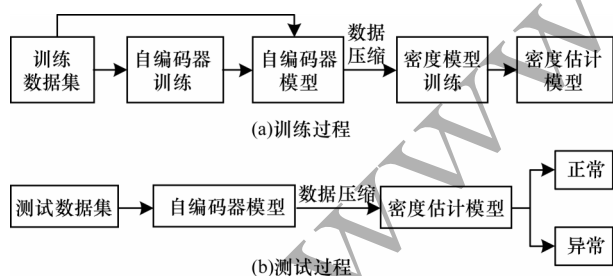 训练
数据集
自编码器
训练
自编码器
模型
数据
压缩
密度模型
训练
密度估计
模型
(a)训练过程
测试数据集
自编码器模型
数据压缩
密度估计模型
正常
异常
(b)测试过程
WWW